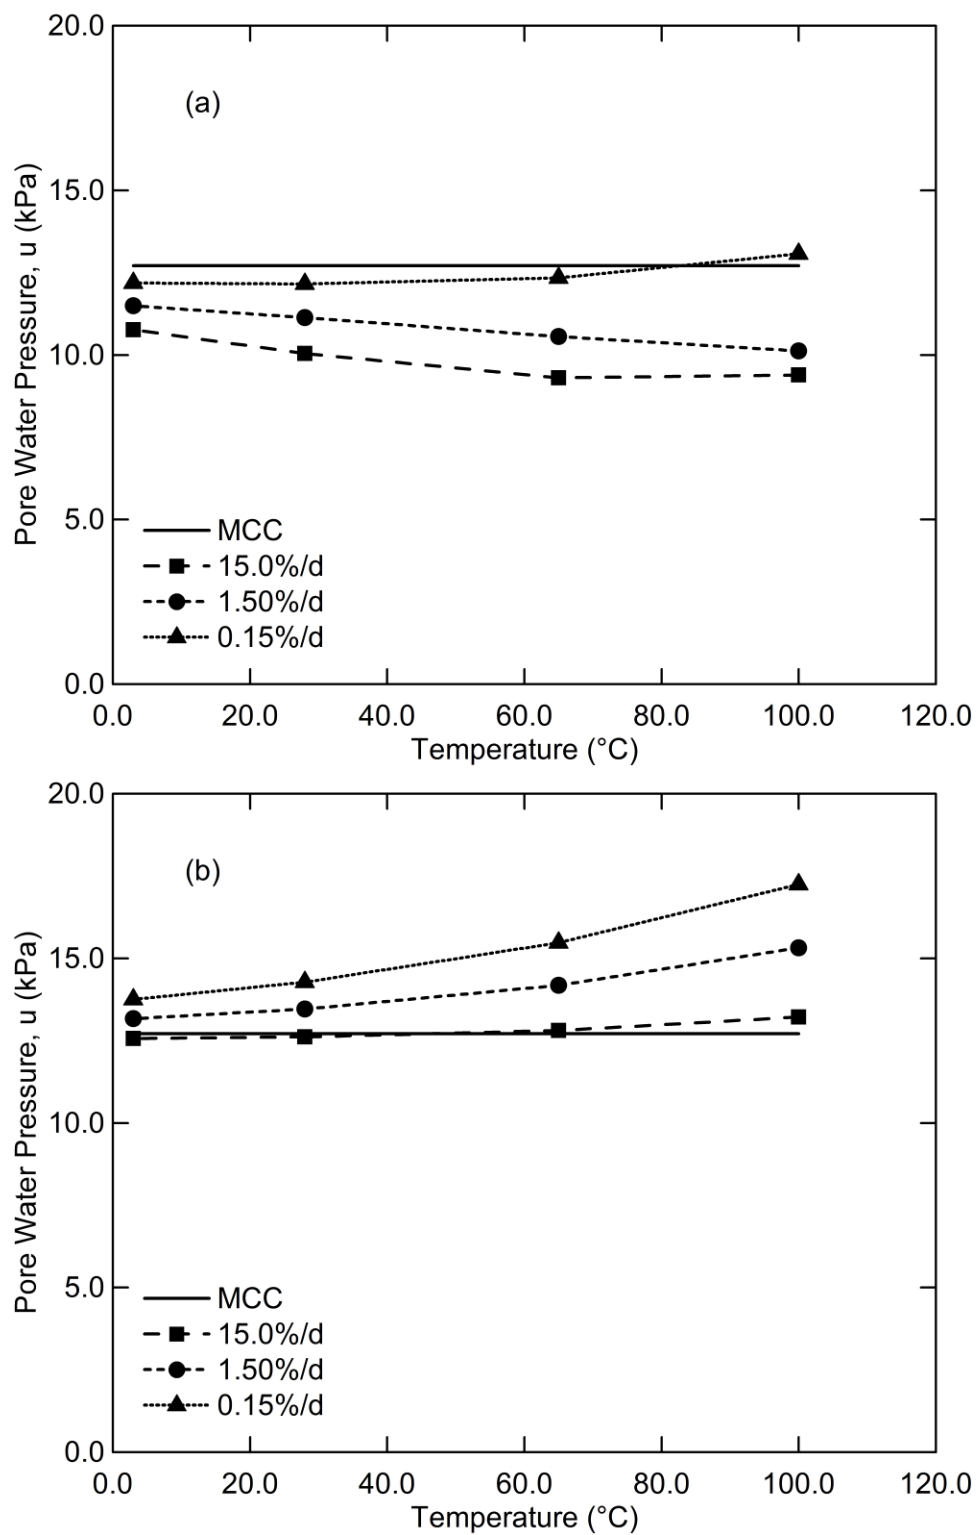 20.0
(a)
15.0
10.0
5.0
0.0
Pore Water Pressure, u (kPa)
MCC
15.0%/d
1.50%/d
0.15%/d
0.0 20.0 40.0 60.0 80.0 100.0 120.0
Temperature (°C)
20.0
(b)
15.0
10.0
5.0
0.0
Pore Water Pressure, u (kPa)
MCC
15.0%/d
1.50%/d
0.15%/d
0.0 20.0 40.0 60.0 80.0 100.0 120.0
Temperature (°C)